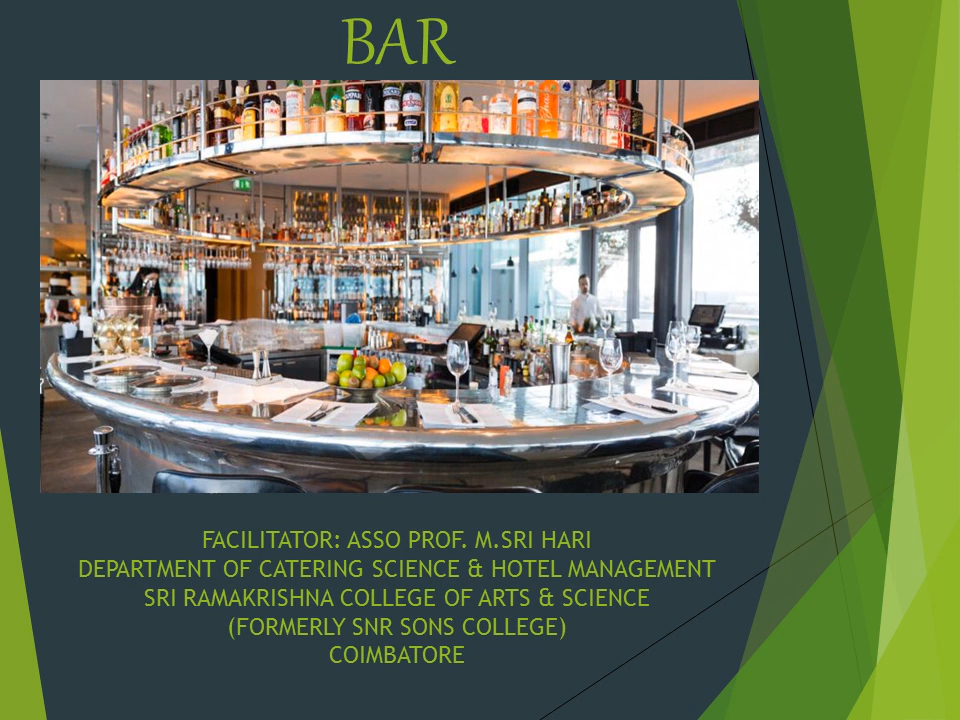 BAR
FACILITATOR: ASSO PROF. M.SRI HARI
DEPARTMENT OF CATERING SCIENCE & HOTEL MANAGEMENT
SRI RAMAKRISHNA COLLEGE OF ARTS & SCIENCE
(FORMERLY SNR SONS COLLEGE)
COIMBATORE